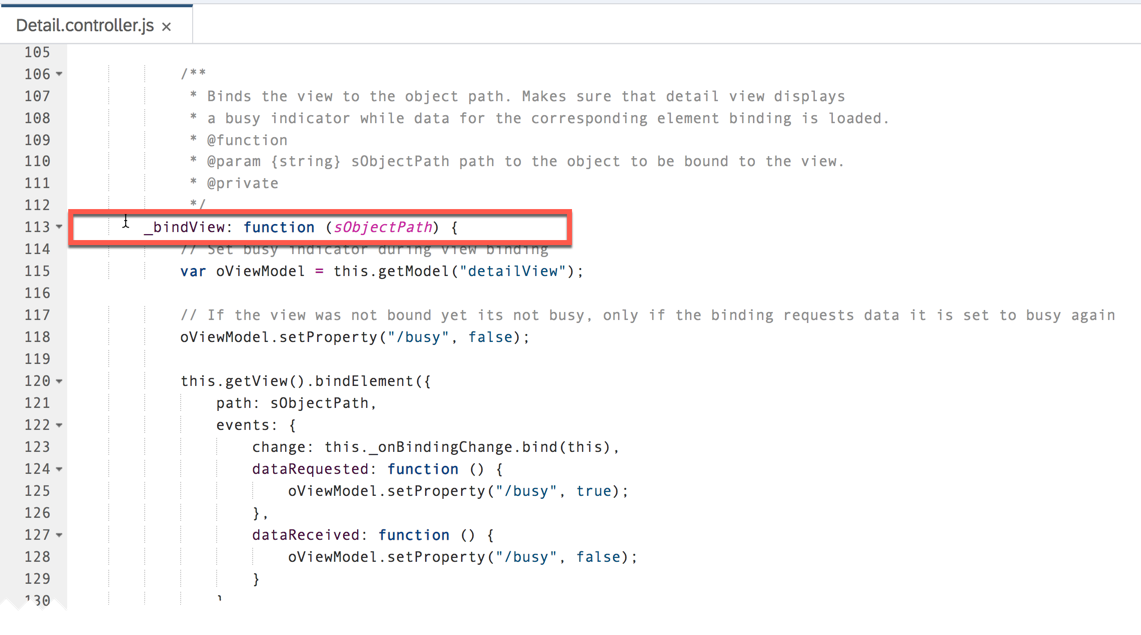 Detail.controller.js ×
105
106 /**
107 * Binds the view to the object path. Makes sure that detail view displays
108 * a busy indicator while data for the corresponding element binding is loaded.
109 * @function
110 * @param {string} sObjectPath path to the object to be bound to the view.
111 * @private
112 */
113 _bindView: function (sObjectPath) {
114 // Set busy indicator during view binding
115 var oViewModel = this.getModel("detailView");
116
117 // If the view was not bound yet its not busy, only if the binding requests data it is set to busy again
118 oViewModel.setProperty("/busy", false);
119
120 this.getView().bindElement({
121 path: sObjectPath,
122 events: {
123 change: this._onBindingChange.bind(this),
124 dataRequested: function () {
125 oViewModel.setProperty("/busy", true);
126 },
127 dataReceived: function () {
128 oViewModel.setProperty("/busy", false);
129 }
130 }